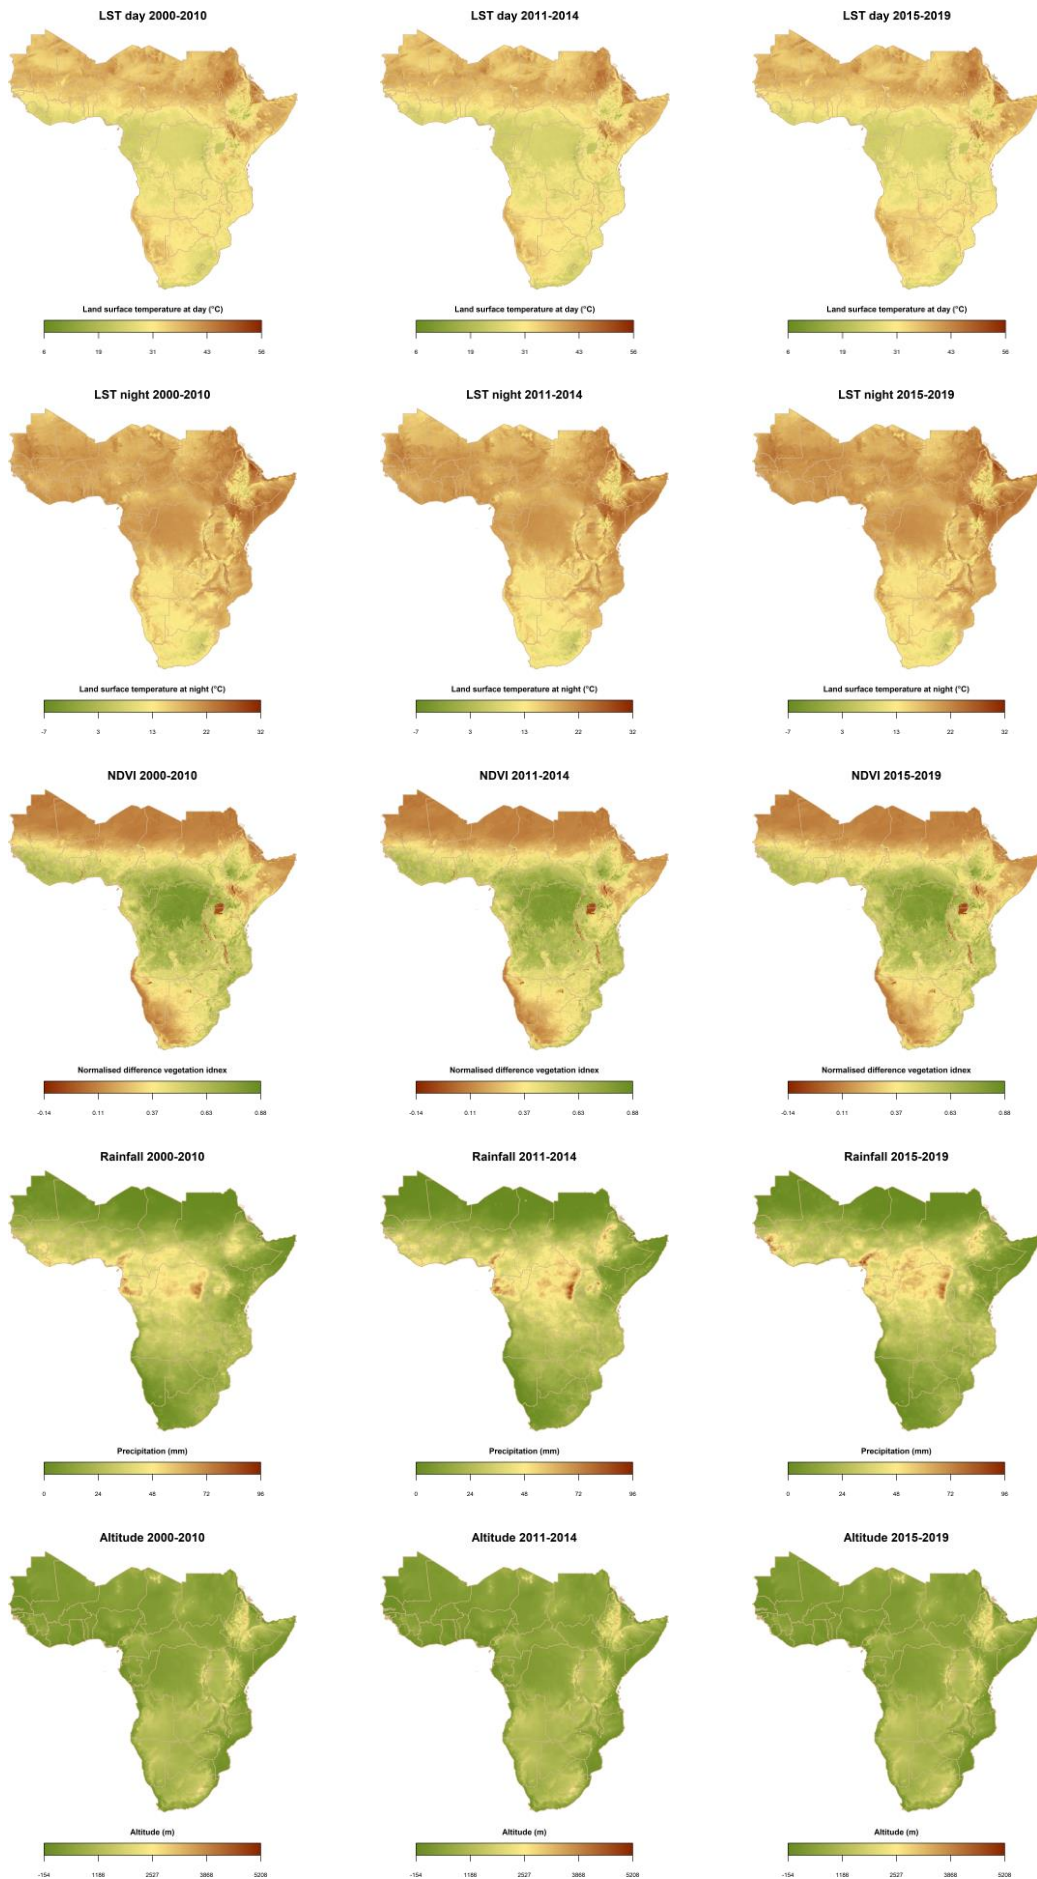 LST day 2000-2010 LST day 2011-2014 LST day 2015-2019
Land surface temperature at day (°C) Land surface temperature at day (°C) Land surface temperature at day (°C)
6 19 31 43 56 6 19 31 43 56 6 19 31 43 56
LST night 2000-2010 LST night 2011-2014 LST night 2015-2019
Land surface temperature at night (°C) Land surface temperature at night (°C) Land surface temperature at night (°C)
-7 3 13 22 32 -7 3 13 22 32 -7 3 13 22 32
NDVI 2000-2010 NDVI 2011-2014 NDVI 2015-2019
Normalised difference vegetation idnex Normalised difference vegetation idnex Normalised difference vegetation idnex
-0.14 0.11 0.37 0.63 0.88 -0.14 0.11 0.37 0.63 0.88 -0.14 0.11 0.37 0.63 0.88
Rainfall 2000-2010 Rainfall 2011-2014 Rainfall 2015-2019
Precipitation (mm) Precipitation (mm) Precipitation (mm)
0 24 48 72 96 0 24 48 72 96 0 24 48 72 96
Altitude 2000-2010 Altitude 2011-2014 Altitude 2015-2019
Altitude (m) Altitude (m) Altitude (m)
-154 1186 2527 3868 5208 -154 1186 2527 3868 5208 -154 1186 2527 3868 5208